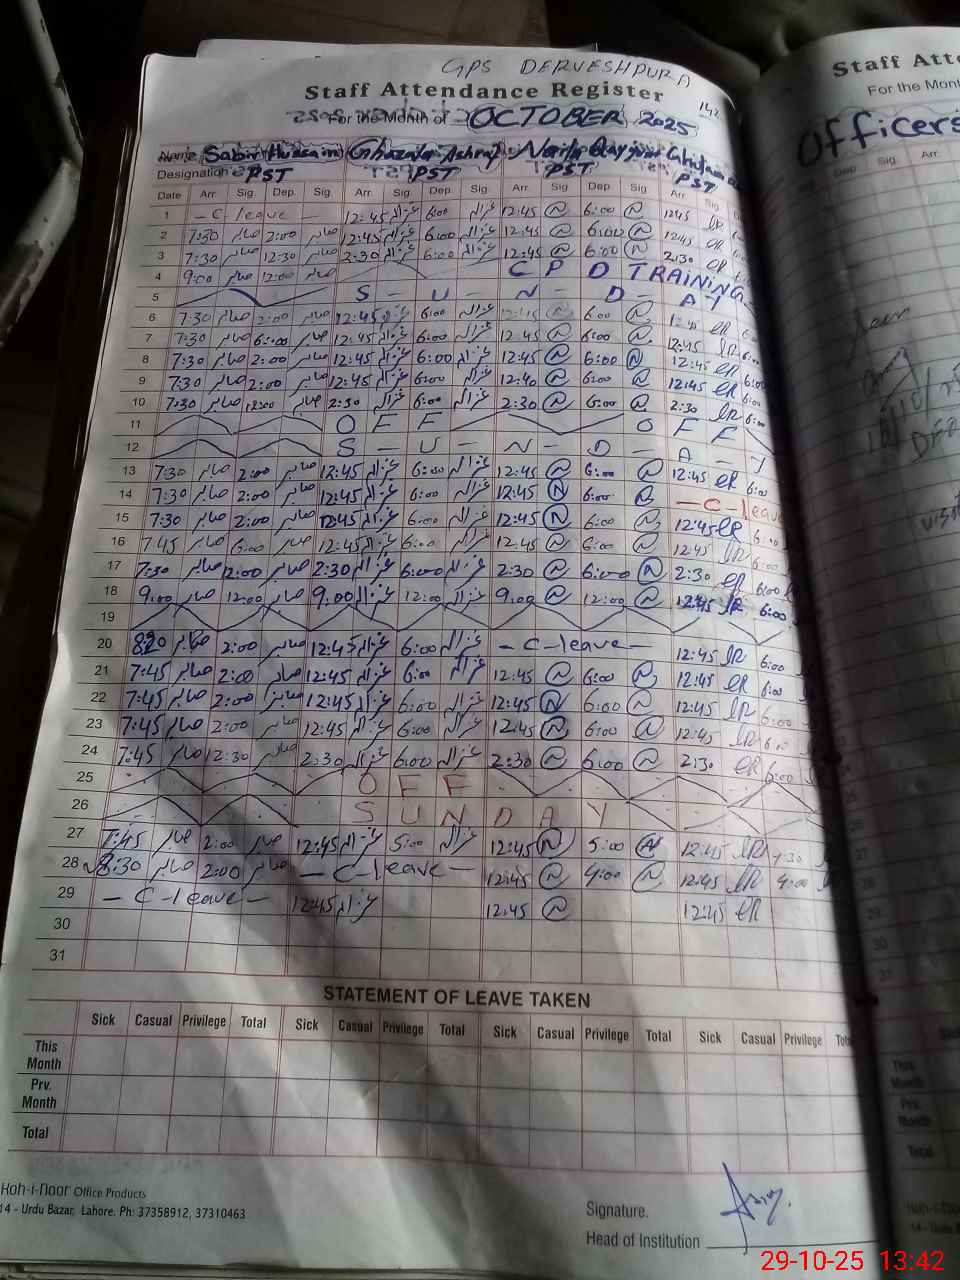 GPS DERVESHPURA
Staff Attendance Register
142
For the Month of OCTOBER 2025
Name Sabir Hussain Ghazala Ashraf
Designation PST PST PST PST
Date Arr. Sig. Dep. Sig. Arr. Sig Dep Sig. Arr. Sig Dep Sig Arr. Sig
1 - C leave - 12:45 غزالہ 6:00 غزالہ 12:45 6:00 12:45
2 7:30 صابر 2:00 صابر 12:45 غزالہ 6:00 غزالہ 12:45 6:00 12:45
3 7:30 صابر 12:30 صابر 2:30 غزالہ 6:00 غزالہ 12:45 6:00 2:30
4 9:00 صابر 12:00 صابر C P D TRAINING
5 S - U - N - D - A Y
6 7:30 صابر 2:00 صابر 12:45 غزالہ 6:00 غزالہ 12:45 6:00 12:45
7 7:30 صابر 6:00 صابر 12:45 غزالہ 6:00 غزالہ 12:45 6:00 12:45 6:00
8 7:30 صابر 2:00 صابر 12:45 غزالہ 6:00 غزالہ 12:45 6:00 12:45
9 7:30 صابر 2:00 صابر 12:45 غزالہ 6:00 غزالہ 12:40 6:00 12:45 6:00
10 7:30 صابر 12:00 صابر 2:30 غزالہ 6:00 غزالہ 2:30 6:00 2:30 6:00
11 O F F O F F
12 S - U - N - D - A - Y
13 7:30 صابر 2:00 صابر 12:45 غزالہ 6:00 غزالہ 12:45 6:00 12:45 6:00
14 7:30 صابر 2:00 صابر 12:45 غزالہ 6:00 غزالہ 12:45 6:00 - C - leave
15 7:30 صابر 2:00 صابر 12:45 غزالہ 6:00 غزالہ 12:45 6:00 12:45 6:00
16 7:45 صابر 6:00 صابر 12:45 غزالہ 6:00 غزالہ 12:45 6:00 12:45 6:00
17 7:30 صابر 12:00 صابر 2:30 غزالہ 6:00 غزالہ 2:30 6:00 2:30 6:00
18 9:00 صابر 12:00 صابر 9:00 غزالہ 12:00 غزالہ 9:00 12:00 12:45 6:00
19
20 صابر 2:00 صابر 12:45 غزالہ 6:00 غزالہ - C - leave - 12:45 6:00
21 7:45 صابر 2:00 صابر 12:45 غزالہ 6:00 غزالہ 12:45 6:00 12:45 6:00
22 7:45 صابر 2:00 صابر 12:45 غزالہ 6:00 غزالہ 12:45 6:00 12:45 6:00
23 7:45 صابر 2:00 صابر 12:45 غزالہ 6:00 غزالہ 12:45 6:00 12:45
24 7:45 صابر 12:30 صابر 2:30 غزالہ 6:00 غزالہ 2:30 6:00 2:30 6:00
25 O F F
26 S U N D A Y
27 7:45 صابر 2:00 صابر 12:45 غزالہ 5:00 غزالہ 12:45 5:00 12:45 4:30
28 8:30 صابر 2:00 صابر - C - leave - 12:45 4:00 12:45 4:00
29 - C - leave - 12:45 غزالہ 12:45 12:45
30
31
STATEMENT OF LEAVE TAKEN
Sick Casual Privilege Total Sick Casual Privilege Total Sick Casual Privilege Total Sick Casual Privilege
This Month
Prv. Month
Total
Koh-i-Noor Office Products
14 - Urdu Bazar, Lahore. Ph: 37358912, 37310463
Signature.
Head of Institution
Staff Att
For the Mont
Officers
Dep Sig Arr.
29-10-25 13:42